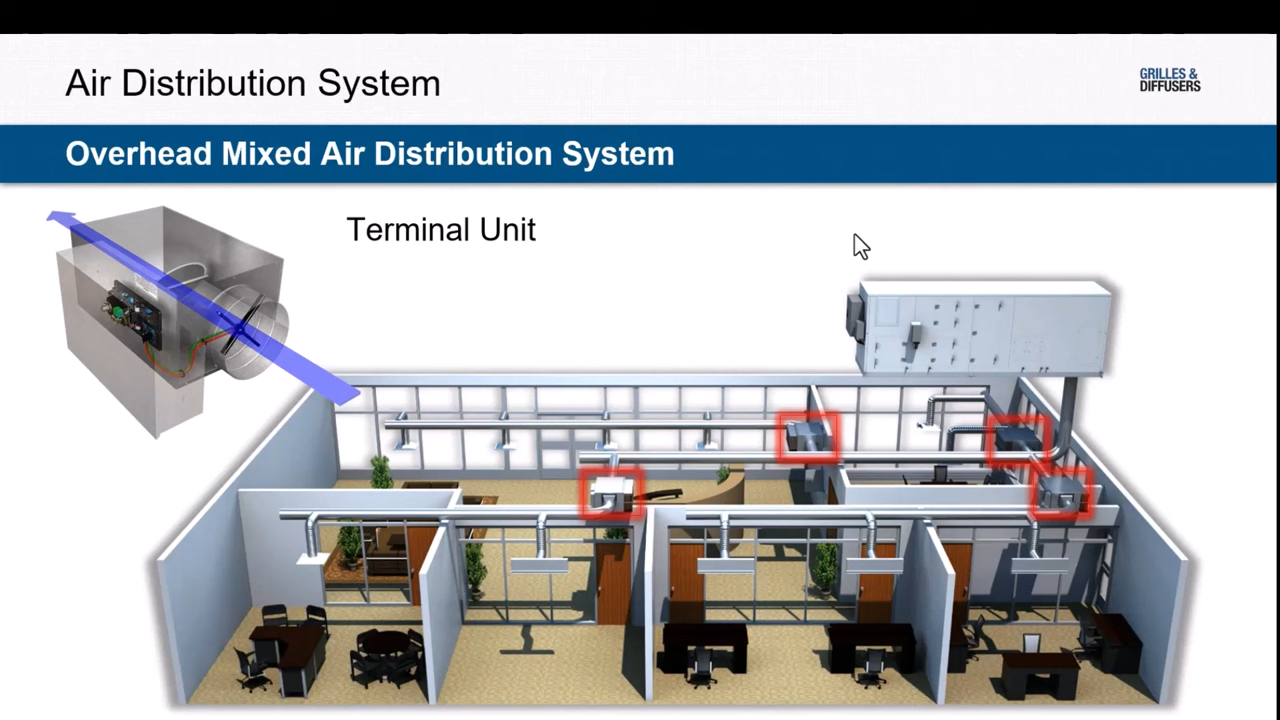 Air Distribution System
GRILLES &
DIFFUSERS
Overhead Mixed Air Distribution System
Terminal Unit